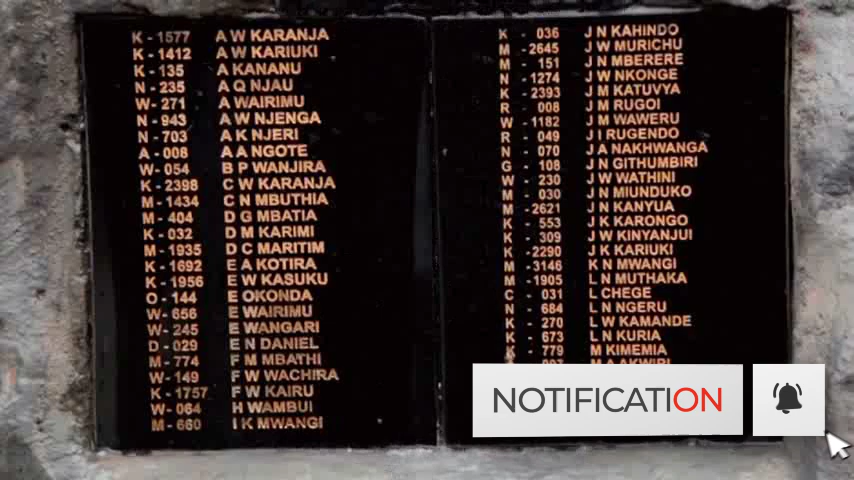 K - 1577 A W KARANJA
K - 1412 A W KARIUKI
K - 135 A KANANU
N - 235 A Q NJAU
W - 271 A WAIRIMU
N - 943 A W NJENGA
N - 703 A K NJERI
A - 008 A A NGOTE
W - 054 B P WANJIRA
K - 2398 C W KARANJA
M - 1434 C N MBUTHIA
M - 404 D G MBATIA
K - 032 D M KARIMI
M - 1935 D C MARITIM
K - 1692 E A KOTIRA
K - 1956 E W KASUKU
O - 144 E OKONDA
W - 656 E WAIRIMU
W - 245 E WANGARI
D - 029 E N DANIEL
M - 774 F M MBATHI
W - 149 F W WACHIRA
K - 1757 F W KAIRU
W - 064 H WAMBUI
M - 660 I K MWANGI
K - 036 J N KAHINDO
M - 2645 J W MURICHU
M - 151 J N MBERERE
N - 1274 J W NKONGE
K - 2393 J M KATUVYA
R - 008 J M RUGOI
W - 1182 J M WAWERU
R - 049 J I RUGENDO
N - 070 J A NAKHWANGA
G - 108 J N GITHUMBIRI
W - 230 J W WATHINI
M - 030 J N MIUNDUKO
M - 2621 J N KANYUA
K - 553 J K KARONGO
K - 309 J W KINYANJUI
K - 2290 J K KARIUKI
M - 3146 K N MWANGI
M - 1905 L N MUTHAKA
C - 031 L CHEGE
N - 684 L N NGERU
K - 270 L W KAMANDE
K - 673 L N KURIA
K - 779 M KIMEMIA
NOTIFICATION